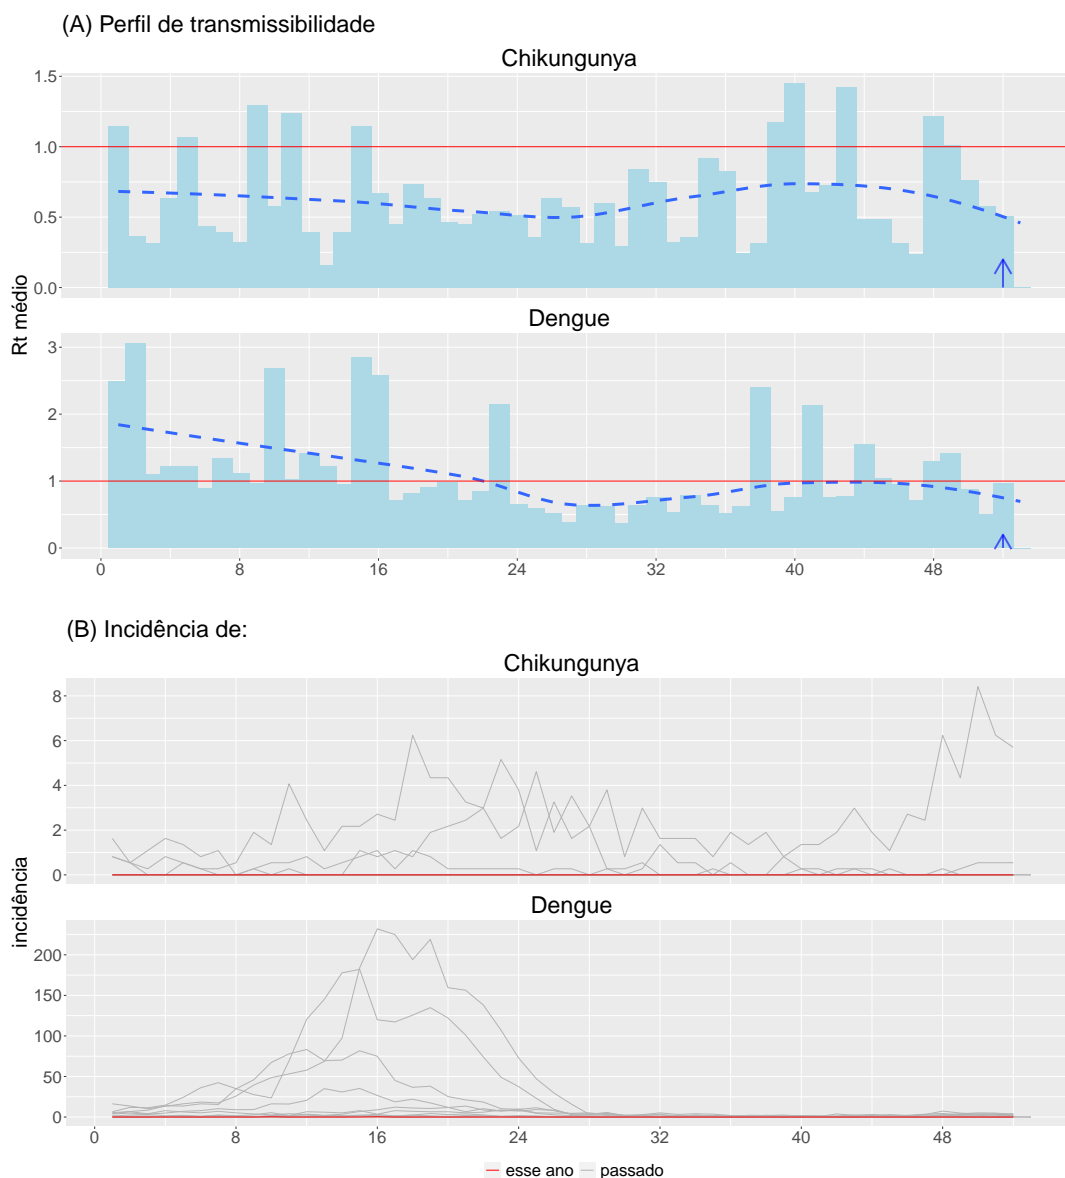 (A) Perfil de transmissibilidade
Chikungunya
1.5
1.0
0.5
0.0
Rt médio
Dengue
3
2
1
0
0 8 16 24 32 40 48
(B) Incidência de:
Chikungunya
8
6
4
2
0
incidência
Dengue
200
150
100
50
0
0 8 16 24 32 40 48
esse ano passado